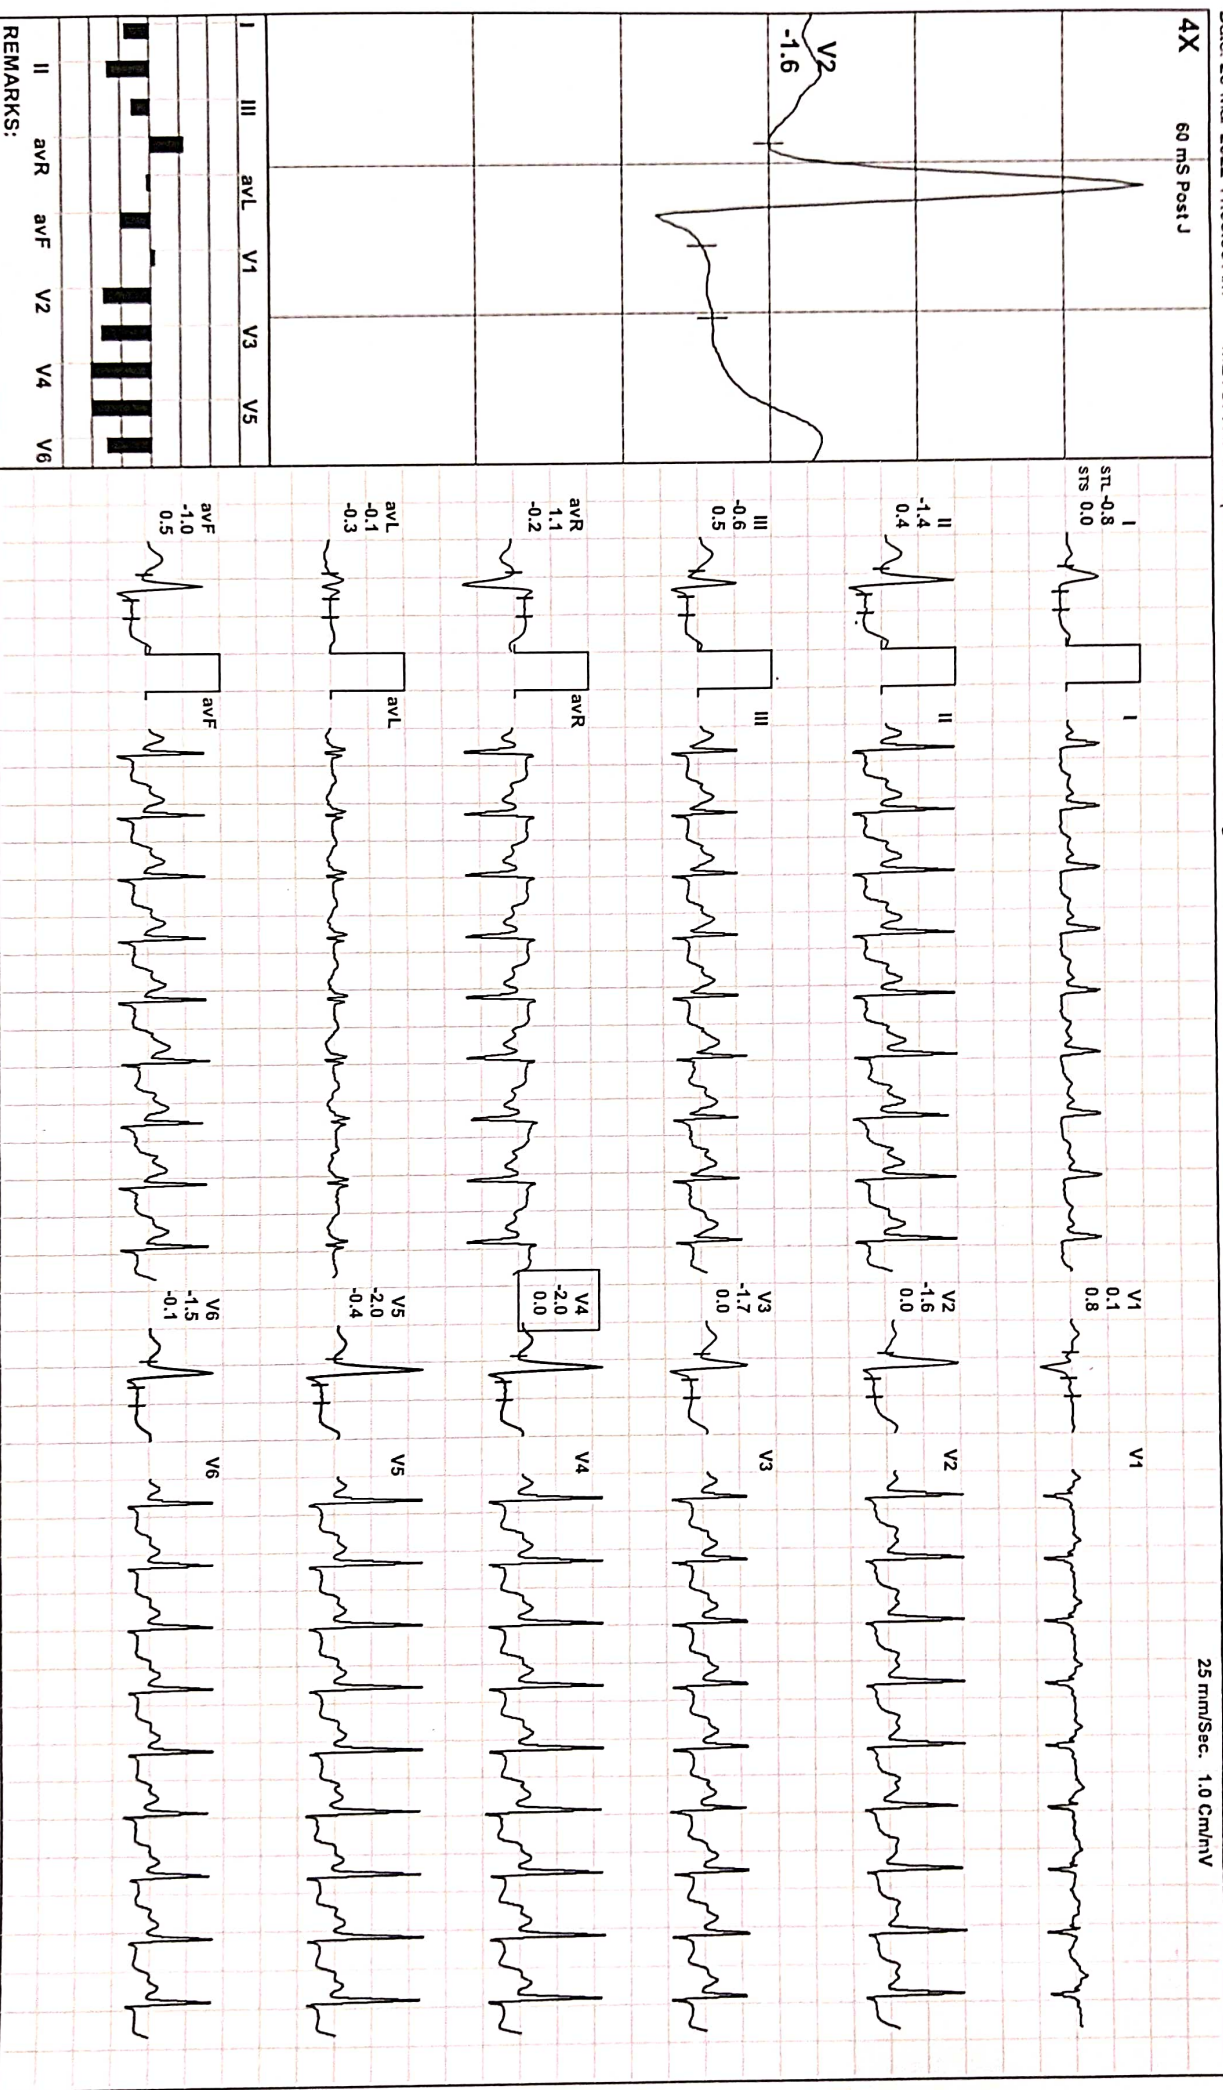 4X
60 mS Post J
25 mm/Sec. 1.0 Cm/mV
V2
-1.6
I
STL -0.8
STS 0.0
I
V1
0.1
0.8
V1
II
-1.4
0.4
II
V2
-1.6
0.0
V2
III
-0.6
0.5
III
V3
-1.7
0.0
V3
avR
1.1
-0.2
avR
V4
-2.0
0.0
V4
avL
-0.1
-0.3
avL
V5
-2.0
-0.4
V5
avF
-1.0
0.5
avF
V6
-1.5
-0.1
V6
I III avL V1 V3 V5
II avR avF V2 V4 V6
REMARKS: